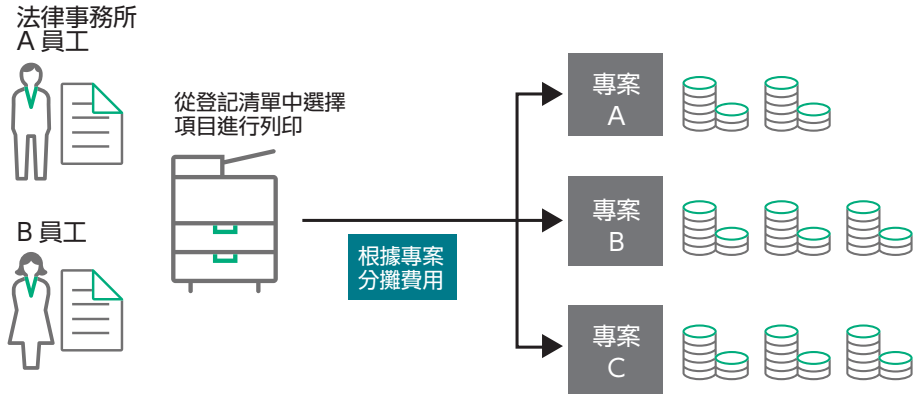 法律事務所
A 員工
從登記清單中選擇
項目進行列印
B 員工
根據專案
分攤費用
專案
A
專案
B
專案
C